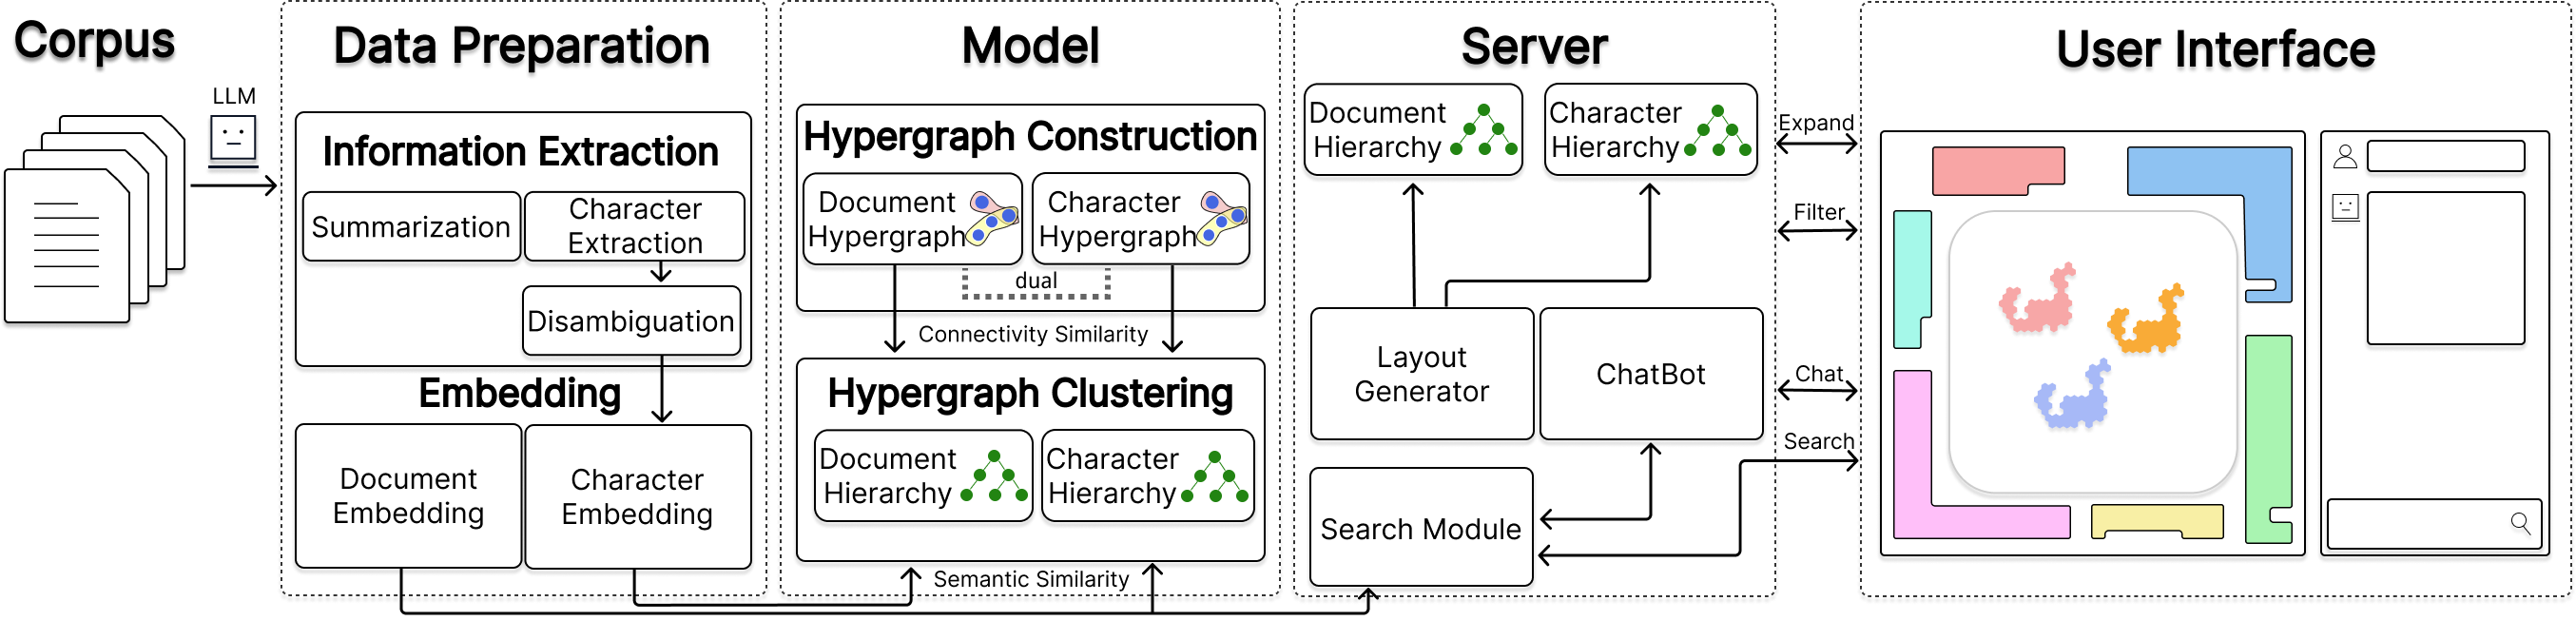 Corpus
LLM
Data Preparation
Information Extraction
Summarization
Character
Extraction
Disambiguation
Embedding
Document
Embedding
Character
Embedding
Model
Hypergraph Construction
Document
Hypergraph
Character
Hypergraph
dual
Connectivity Similarity
Hypergraph Clustering
Document
Hierarchy
Character
Hierarchy
Semantic Similarity
Server
Document
Hierarchy
Character
Hierarchy
Layout
Generator
ChatBot
Search Module
Expand
Filter
Chat
Search
User Interface